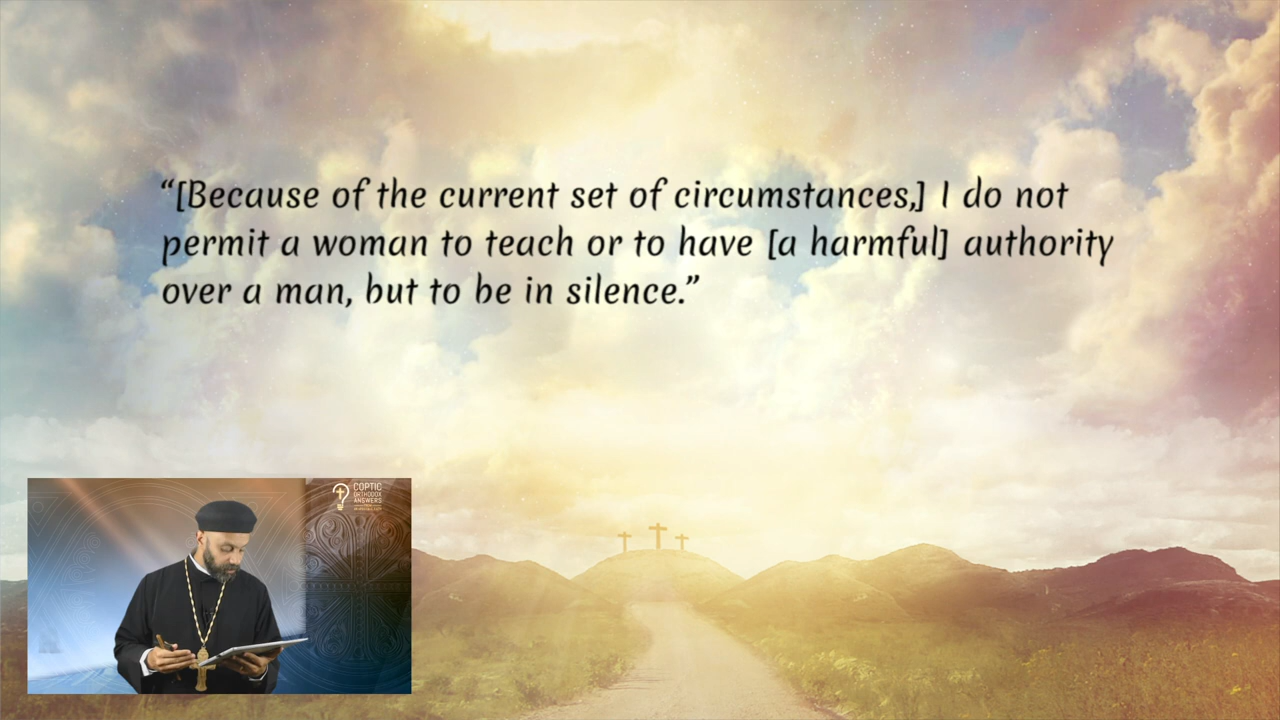 “[Because of the current set of circumstances,] I do not
permit a woman to teach or to have [a harmful] authority
over a man, but to be in silence.”
COPTIC
ORTHODOX
ANSWERS